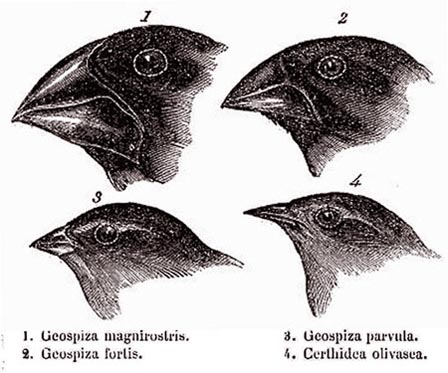 1 2
3 4
1. Geospiza magnirostris. 3. Geospiza parvula.
2. Geospiza fortis. 4. Certhidea olivasea.